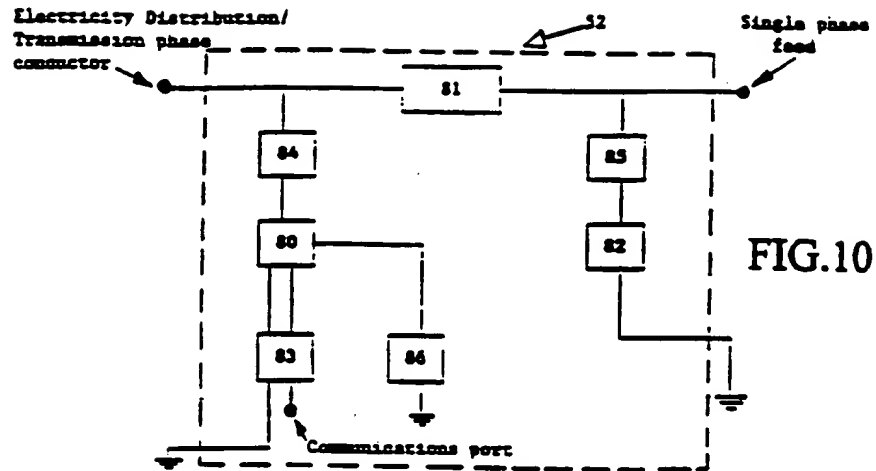 Electricity Distribution/
Transmission phase
conductor
52
Single phase
feed
81
84
85
80
82
FIG.10
83
86
Communications port